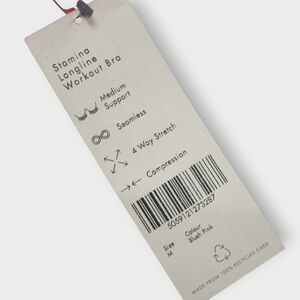 Stamina
Longline
Workout Bra
Medium
Support
Seamless
4 Way Stretch
Compression
5059121273287
Size
M
Colour
Blush Pink
MADE FROM 100% RECYCLED CARD